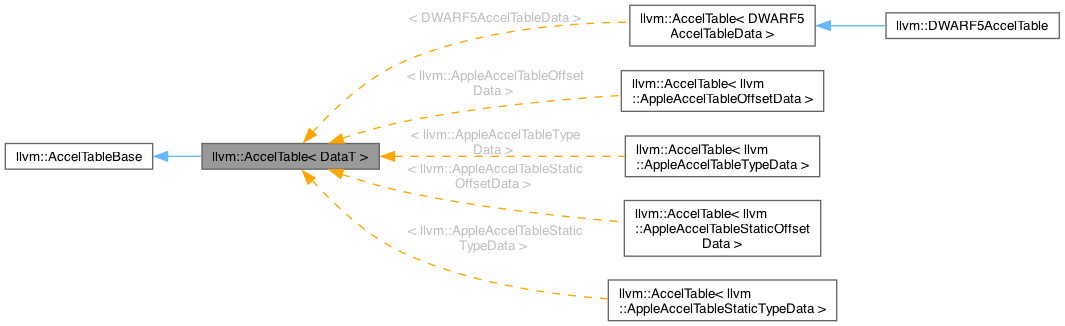 llvm::AccelTableBase
llvm::AccelTable< DataT >
< DWARF5AccelTableData >
< llvm::AppleAccelTableOffset
Data >
< llvm::AppleAccelTableType
Data >
< llvm::AppleAccelTableStatic
OffsetData >
< llvm::AppleAccelTableStatic
TypeData >
llvm::AccelTable< DWARF5
AccelTableData >
llvm::AccelTable< llvm
::AppleAccelTableOffsetData >
llvm::AccelTable< llvm
::AppleAccelTableTypeData >
llvm::AccelTable< llvm
::AppleAccelTableStaticOffset
Data >
llvm::AccelTable< llvm
::AppleAccelTableStaticTypeData >
llvm::DWARF5AccelTable